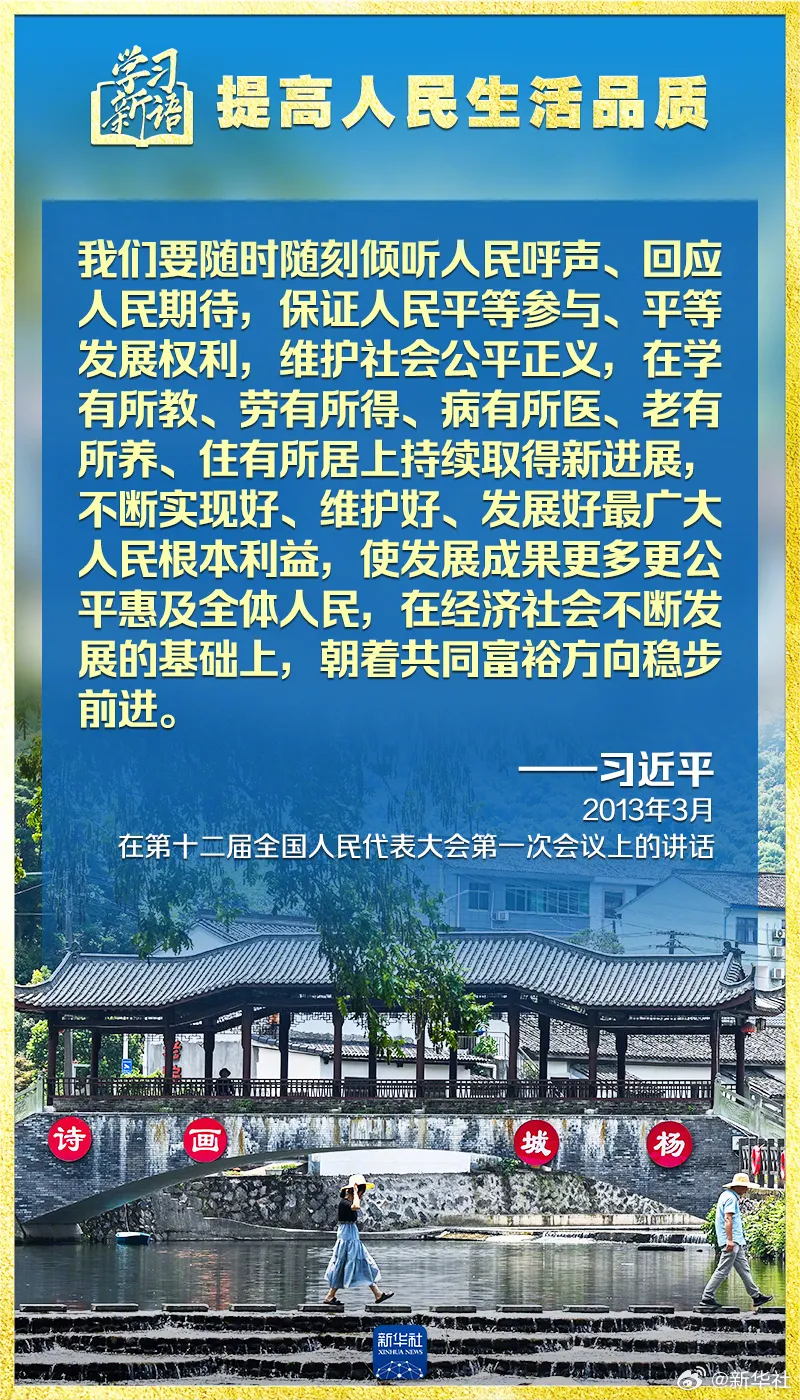 学习
新语
提高人民生活品质
我们要随时随刻倾听人民呼声、回应
人民期待，保证人民平等参与、平等
发展权利，维护社会公平正义，在学
有所教、劳有所得、病有所医、老有
所养、住有所居上持续取得新进展，
不断实现好、维护好、发展好最广大
人民根本利益，使发展成果更多更公
平惠及全体人民，在经济社会不断发
展的基础上，朝着共同富裕方向稳步
前进。
——习近平
2013年3月
在第十二届全国人民代表大会第一次会议上的讲话
诗 画 城 杨
新华社
XINHUA NEWS
@新华社